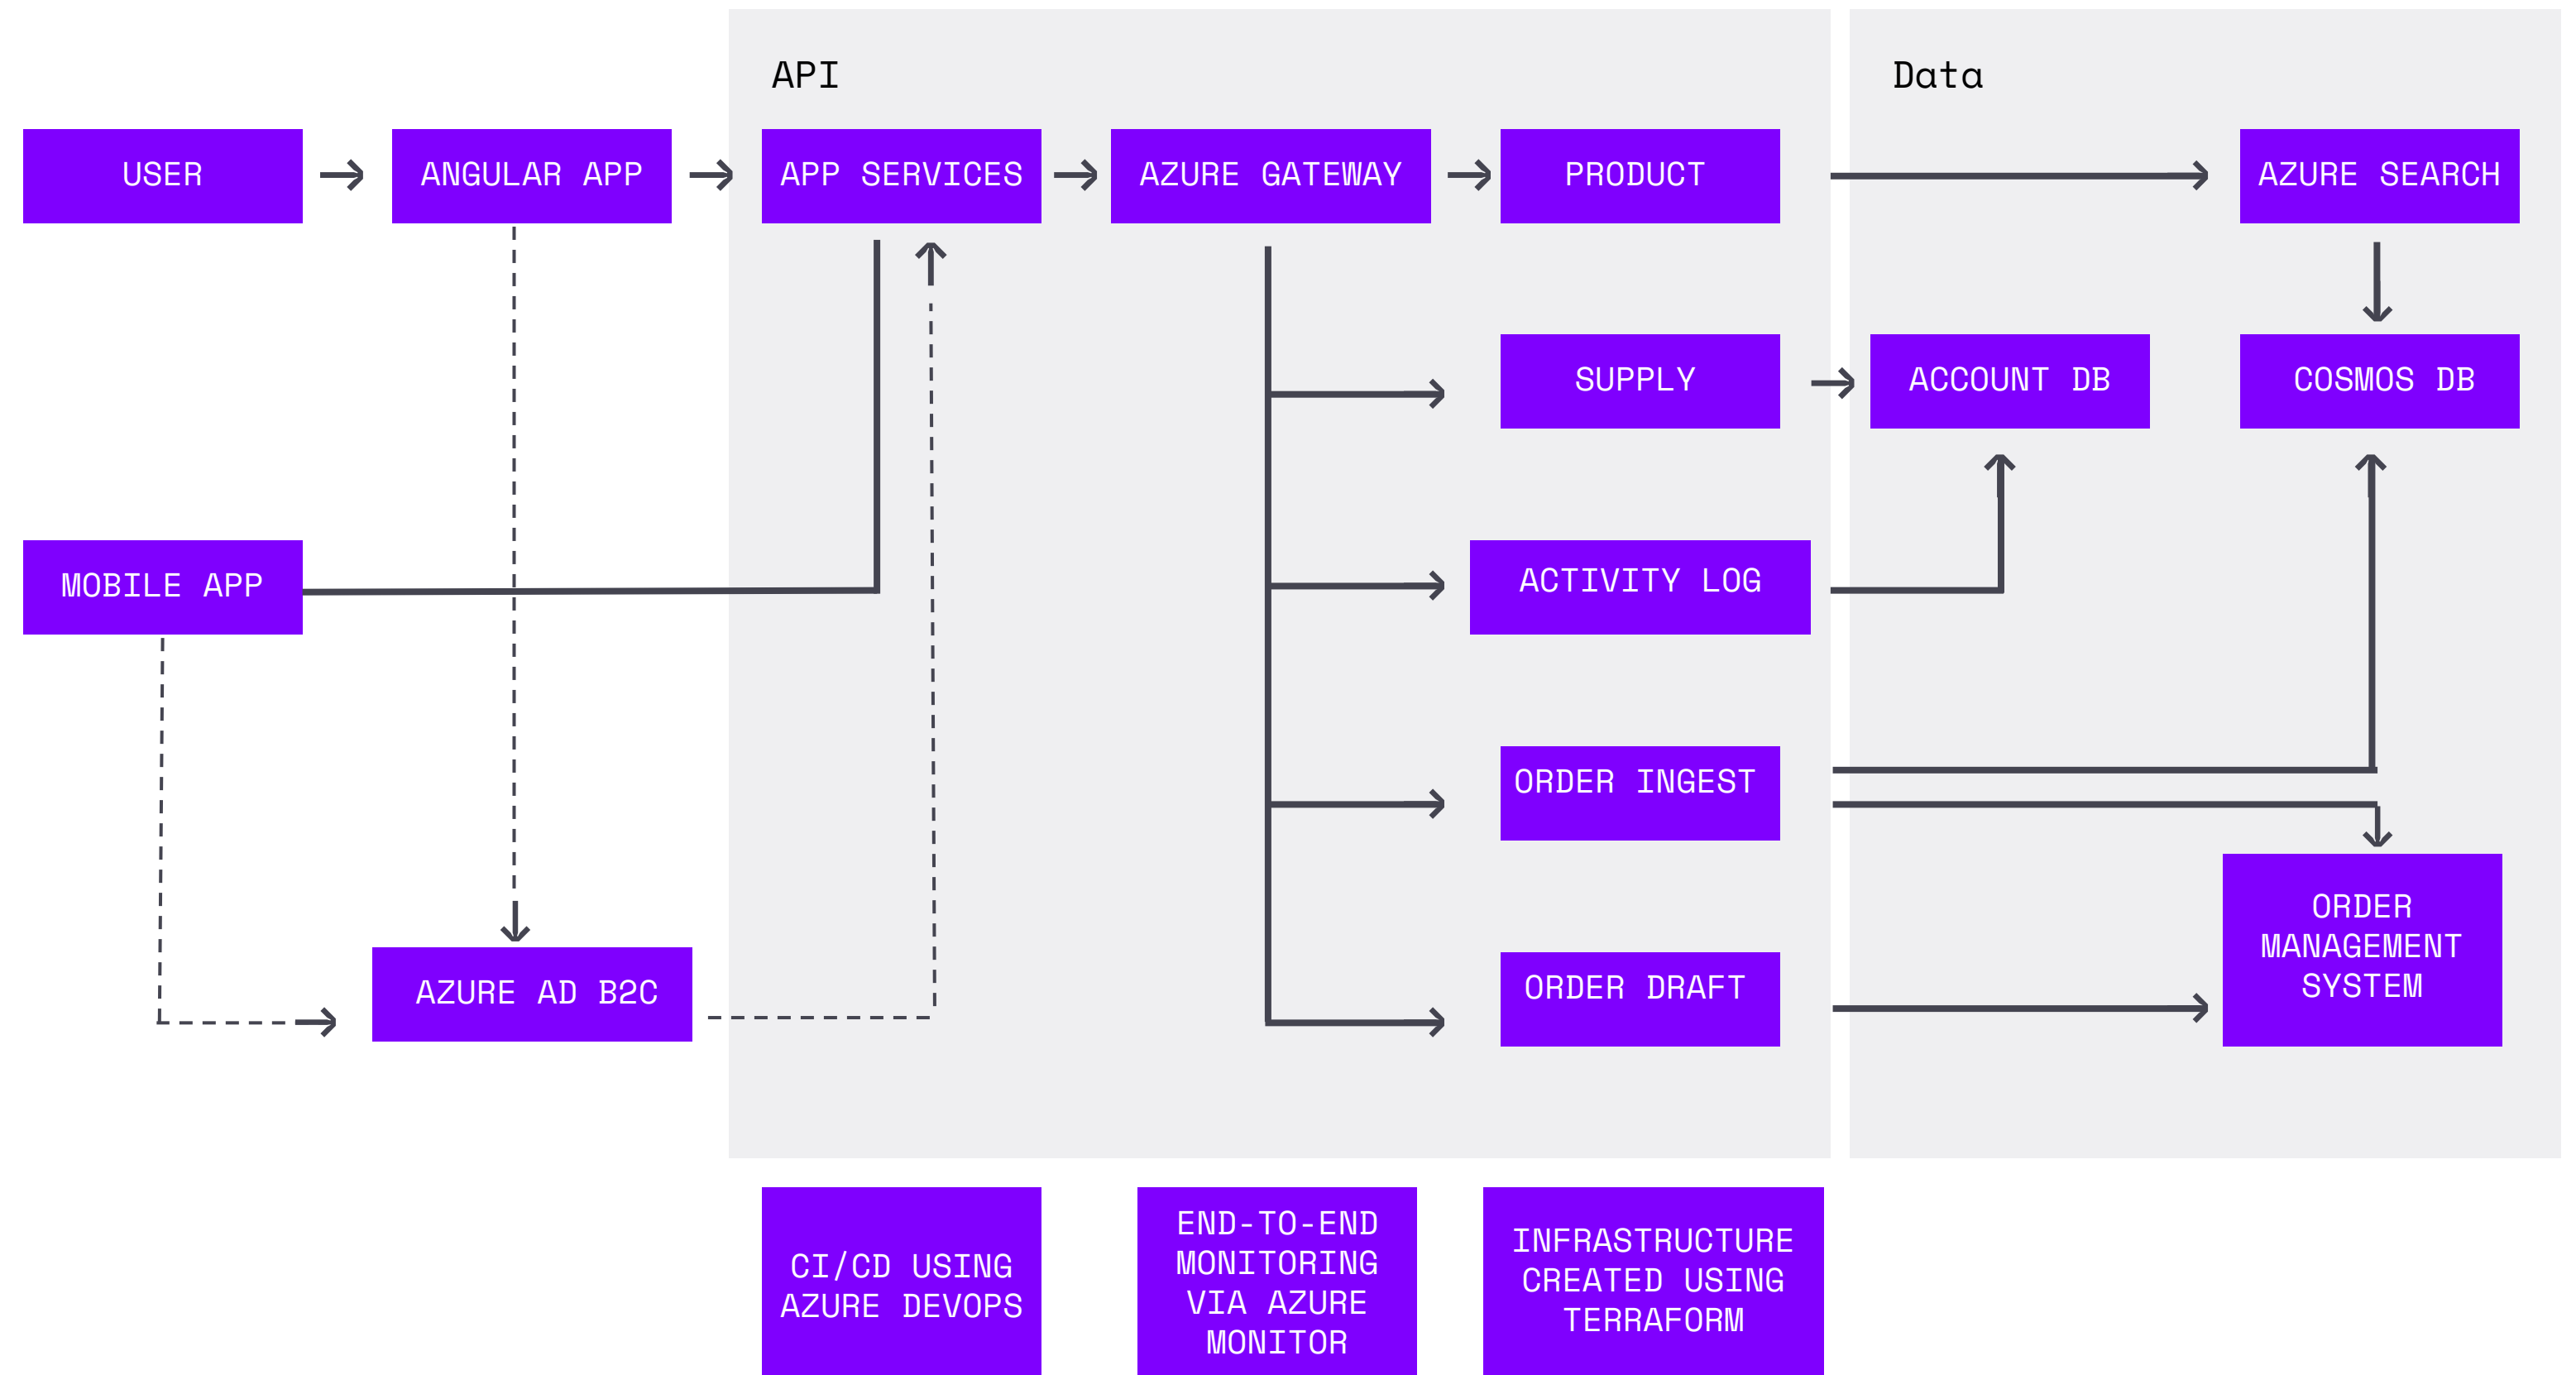 API
Data
USER
ANGULAR APP
APP SERVICES
AZURE GATEWAY
PRODUCT
AZURE SEARCH
SUPPLY
ACCOUNT DB
COSMOS DB
MOBILE APP
ACTIVITY LOG
ORDER INGEST
ORDER
MANAGEMENT
SYSTEM
AZURE AD B2C
ORDER DRAFT
CI/CD USING
AZURE DEVOPS
END-TO-END
MONITORING
VIA AZURE
MONITOR
INFRASTRUCTURE
CREATED USING
TERRAFORM